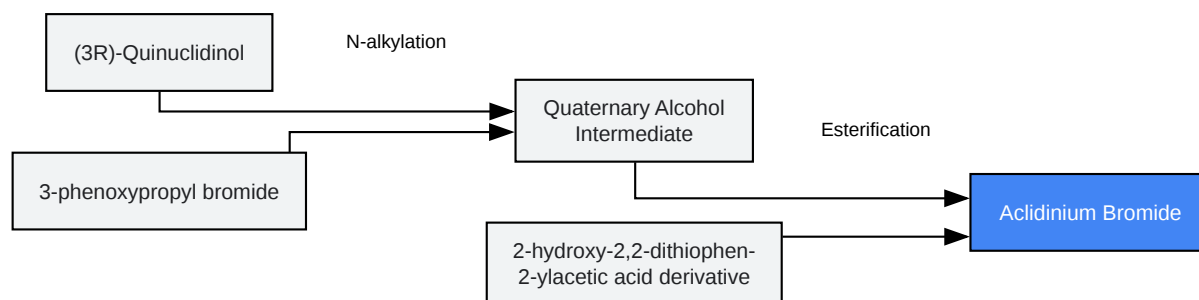 (3R)-Quinuclidinol
N-alkylation
3-phenoxypropyl bromide
Quaternary Alcohol
Intermediate
Esterification
2-hydroxy-2,2-dithiophen-
2-ylacetic acid derivative
Aclidinium Bromide